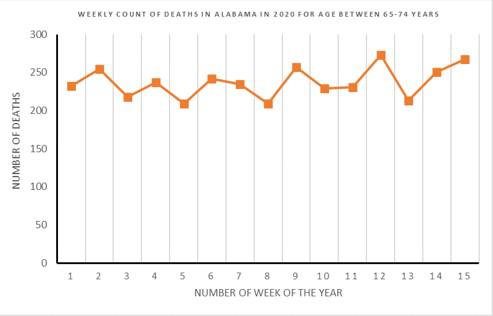 WEEKLY COUNT OF DEATHS IN ALABAMA IN 2020 FOR AGE BETWEEN 65-74 YEARS
300
250
200
150
100
50
0
NUMBER OF DEATHS
1 2 3 4 5 6 7 8 9 10 11 12 13 14 15
NUMBER OF WEEK OF THE YEAR